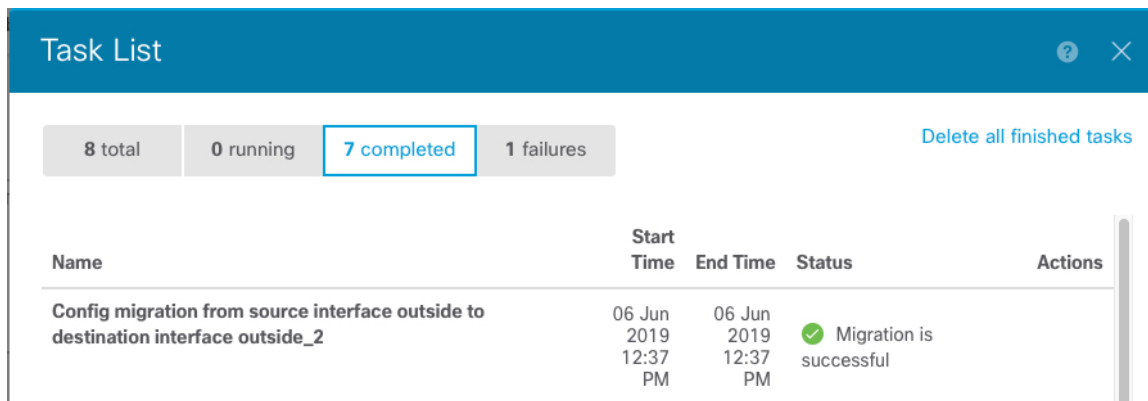 Task List
8 total 0 running 7 completed 1 failures
Delete all finished tasks
Name Start Time End Time Status Actions
Config migration from source interface outside to
destination interface outside_2
06 Jun
2019
12:37
PM
06 Jun
2019
12:37
PM
Migration is
successful